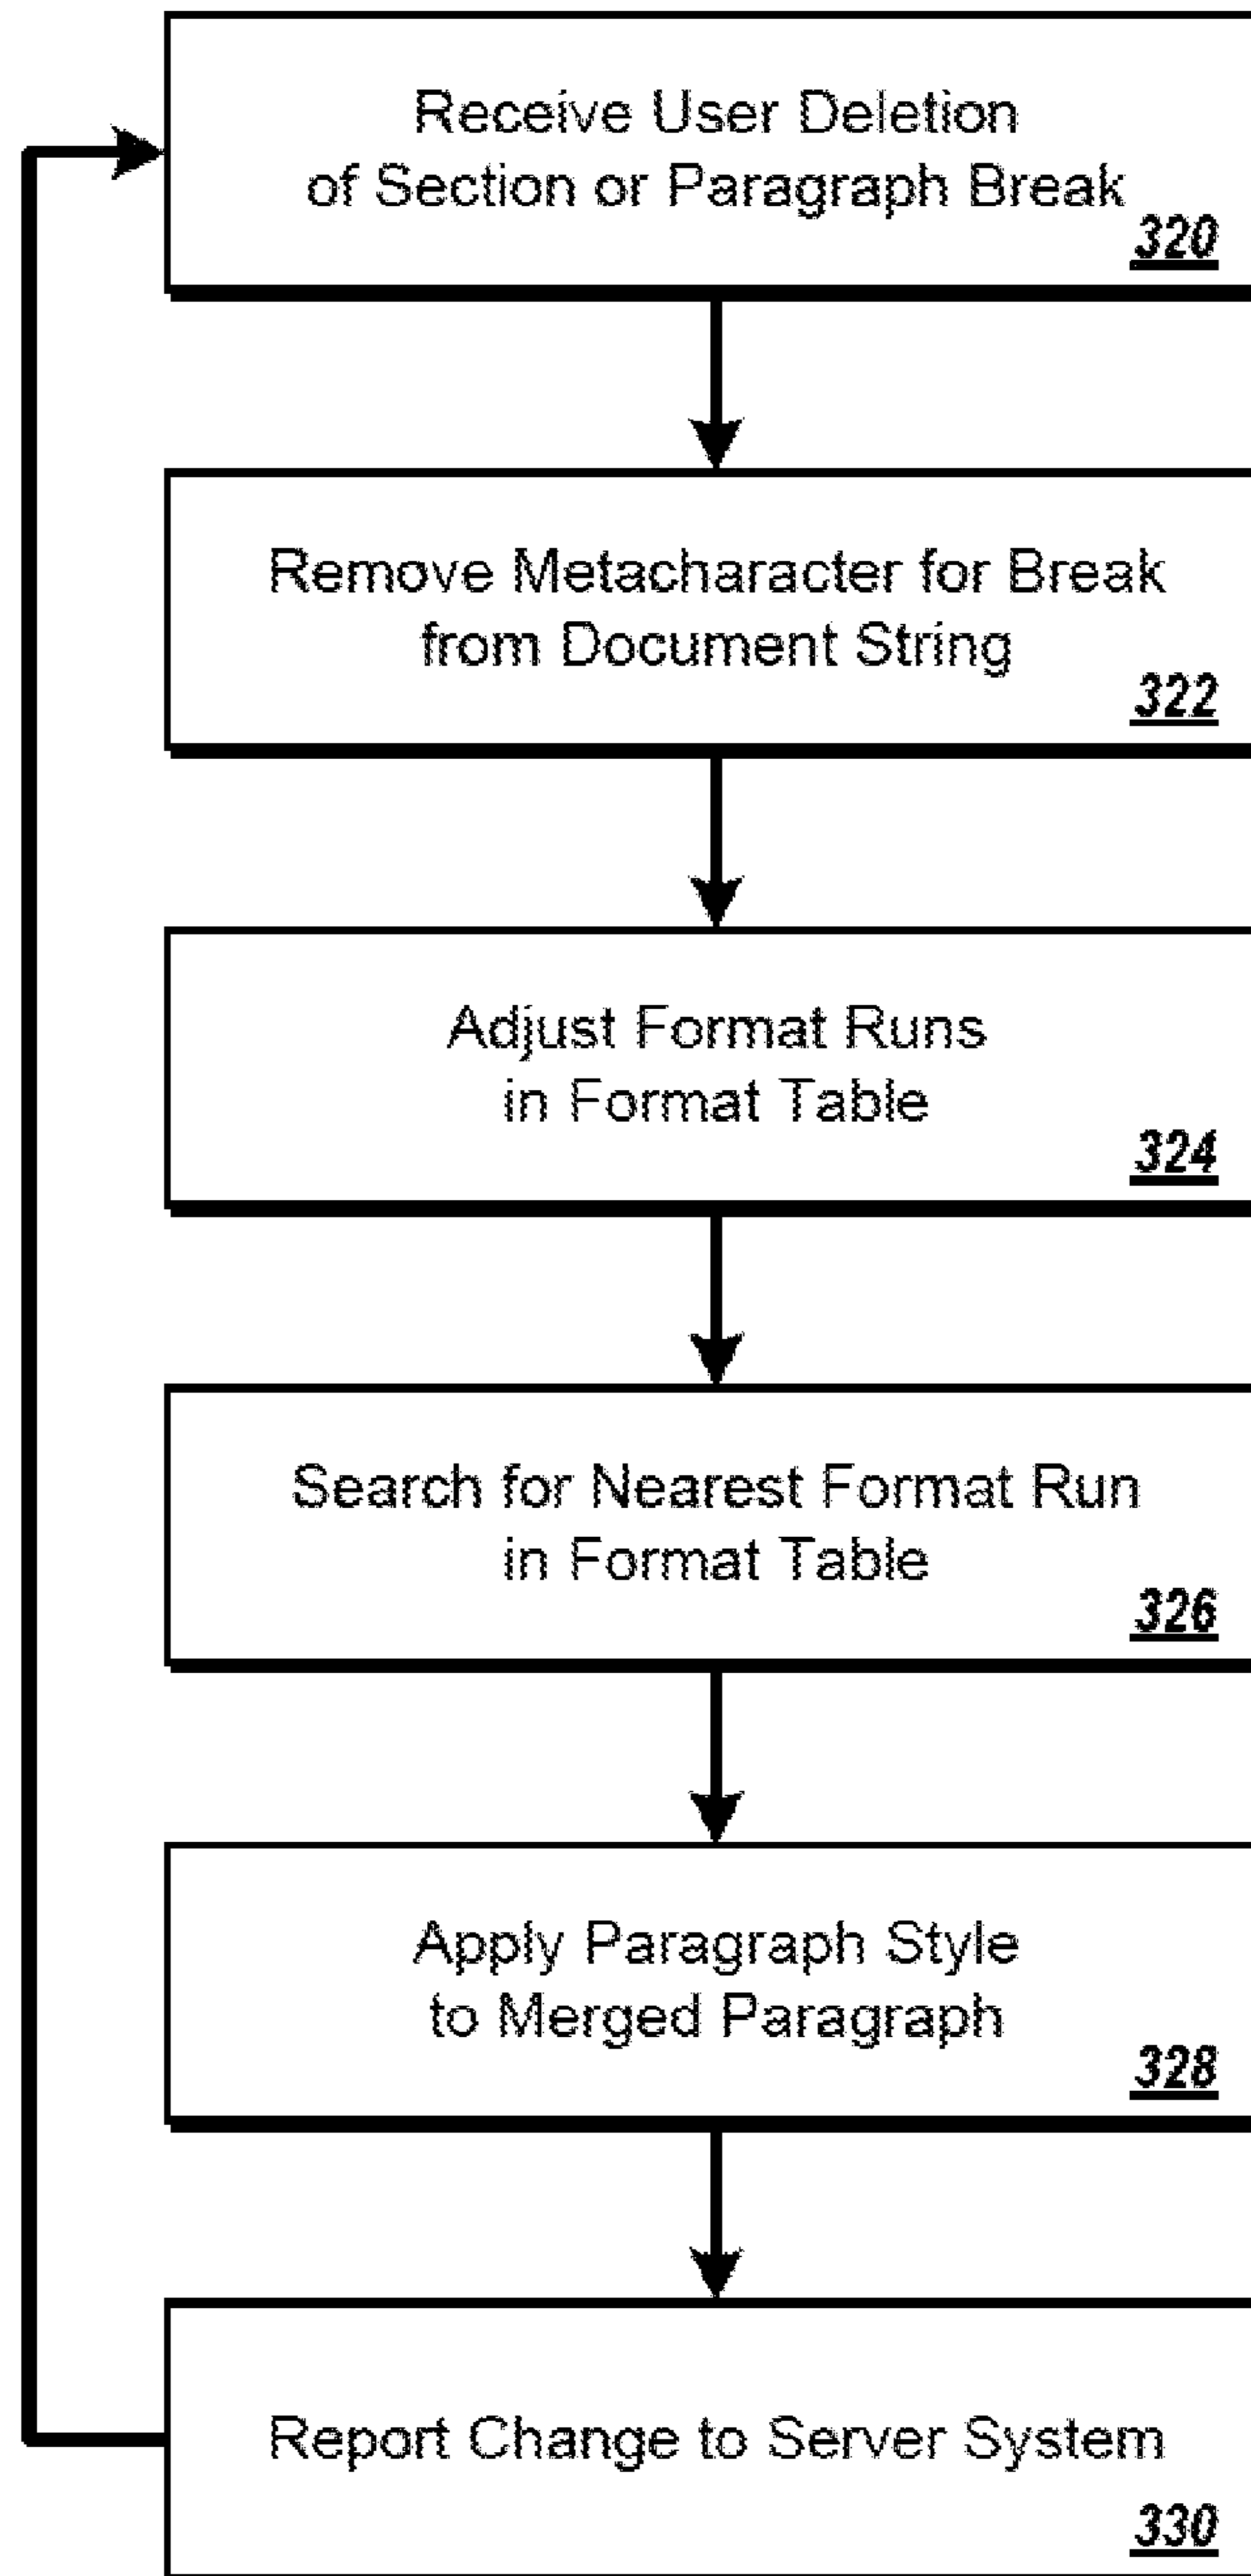 Receive User Deletion
of Section or Paragraph Break
320
Remove Metacharacter for Break
from Document String
322
Adjust Format Runs
in Format Table
324
Search for Nearest Format Run
in Format Table
326
Apply Paragraph Style
to Merged Paragraph
328
Report Change to Server System
330